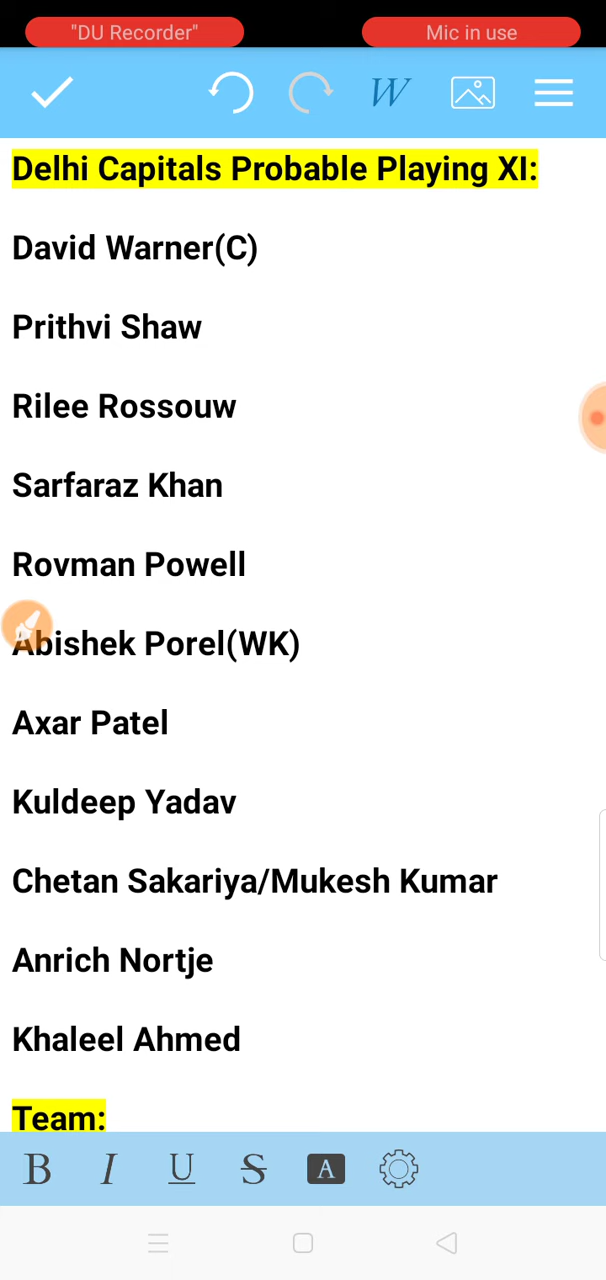 "DU Recorder"
Mic in use
W
Delhi Capitals Probable Playing XI:
David Warner(C)
Prithvi Shaw
Rilee Rossouw
Sarfaraz Khan
Rovman Powell
Abishek Porel(WK)
Axar Patel
Kuldeep Yadav
Chetan Sakariya/Mukesh Kumar
Anrich Nortje
Khaleel Ahmed
Team:
B I U S A